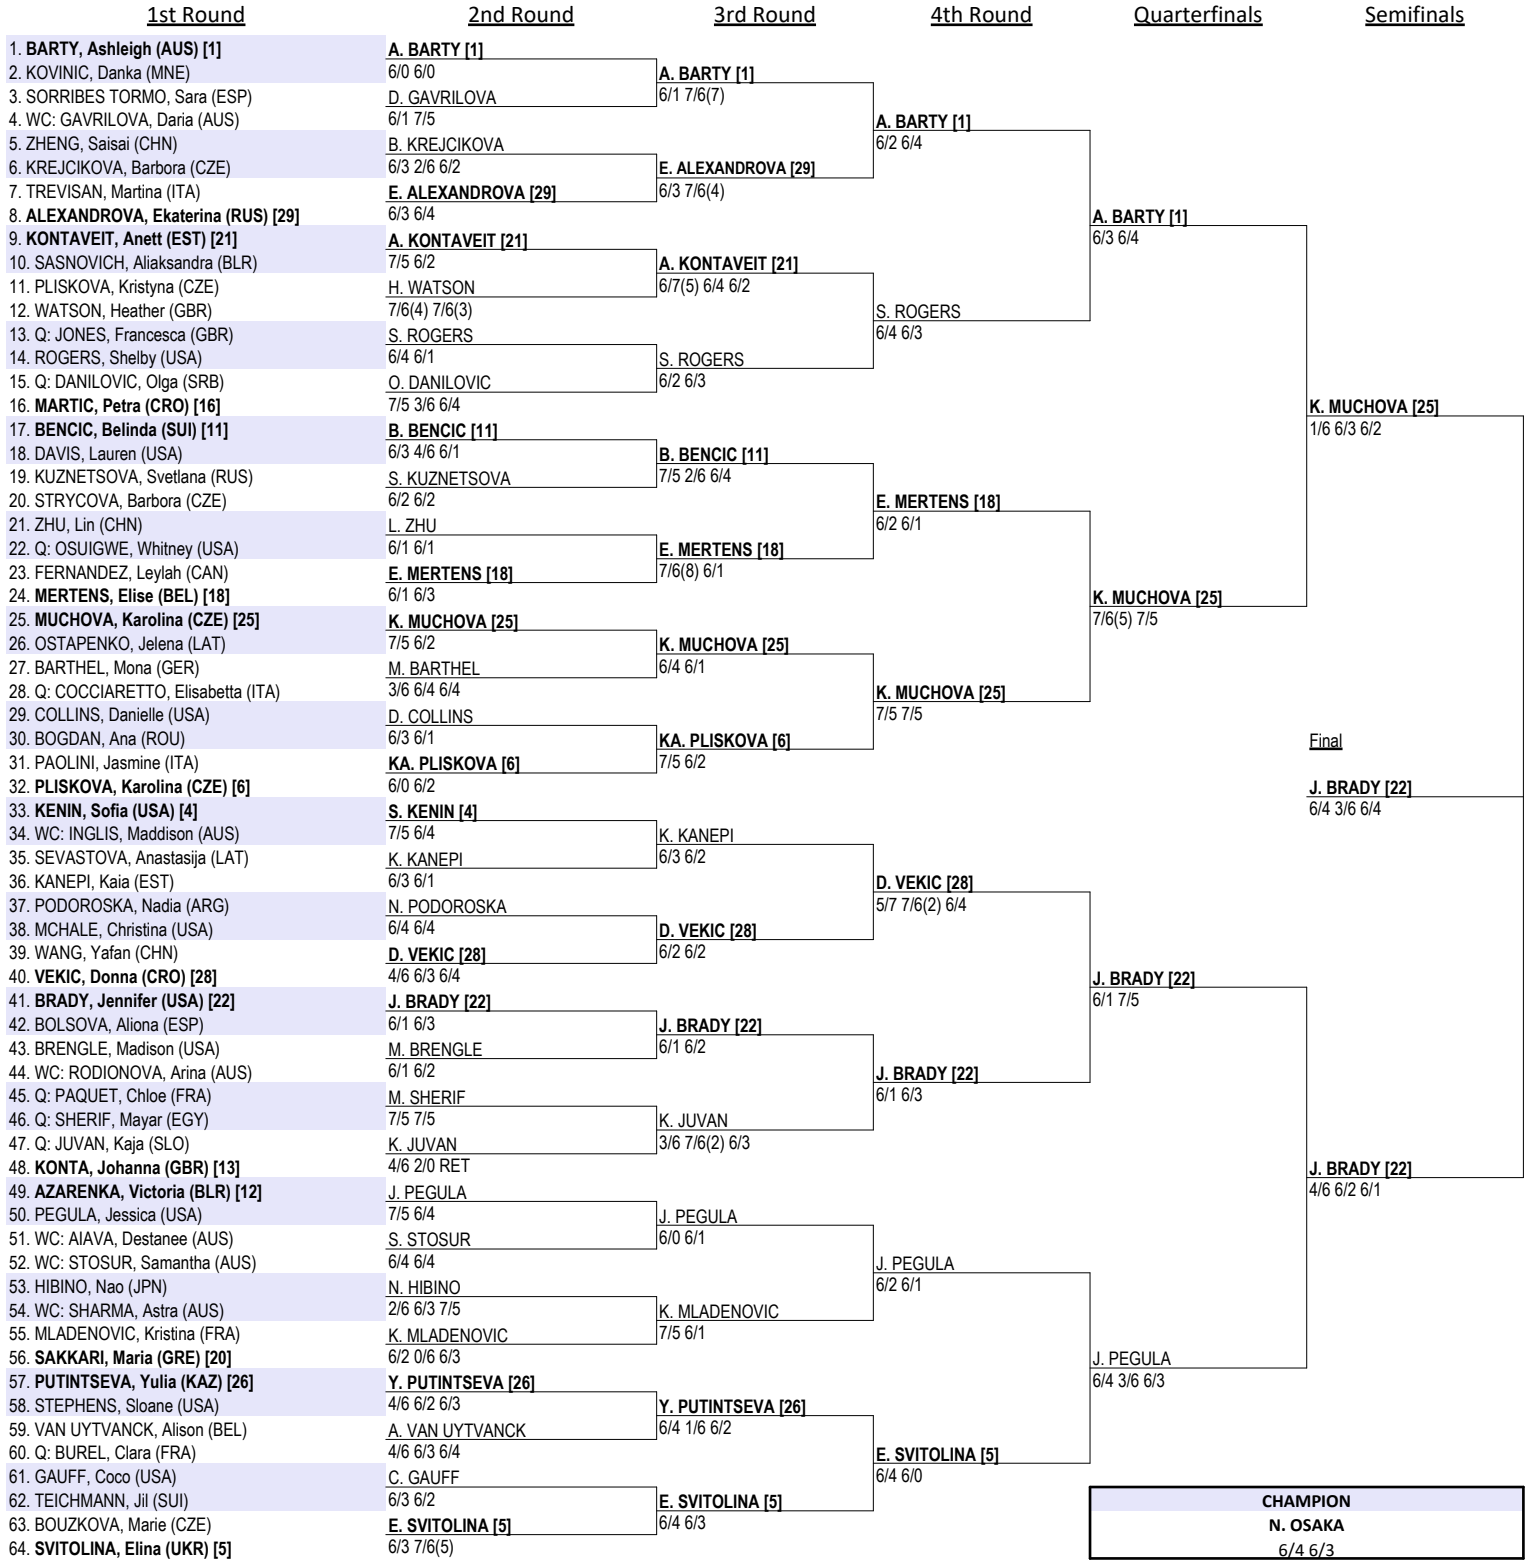 1st Round 2nd Round 3rd Round 4th Round Quarterfinals Semifinals
1. BARTY, Ashleigh (AUS) [1]
2. KOVINIC, Danka (MNE)
3. SORRIBES TORMO, Sara (ESP)
4. WC: GAVRILOVA, Daria (AUS)
5. ZHENG, Saisai (CHN)
6. KREJCIKOVA, Barbora (CZE)
7. TREVISAN, Martina (ITA)
8. ALEXANDROVA, Ekaterina (RUS) [29]
9. KONTAVEIT, Anett (EST) [21]
10. SASNOVICH, Aliaksandra (BLR)
11. PLISKOVA, Kristyna (CZE)
12. WATSON, Heather (GBR)
13. Q: JONES, Francesca (GBR)
14. ROGERS, Shelby (USA)
15. Q: DANILOVIC, Olga (SRB)
16. MARTIC, Petra (CRO) [16]
17. BENCIC, Belinda (SUI) [11]
18. DAVIS, Lauren (USA)
19. KUZNETSOVA, Svetlana (RUS)
20. STRYCOVA, Barbora (CZE)
21. ZHU, Lin (CHN)
22. Q: OSUIGWE, Whitney (USA)
23. FERNANDEZ, Leylah (CAN)
24. MERTENS, Elise (BEL) [18]
25. MUCHOVA, Karolina (CZE) [25]
26. OSTAPENKO, Jelena (LAT)
27. BARTHEL, Mona (GER)
28. Q: COCCIARETTO, Elisabetta (ITA)
29. COLLINS, Danielle (USA)
30. BOGDAN, Ana (ROU)
31. PAOLINI, Jasmine (ITA)
32. PLISKOVA, Karolina (CZE) [6]
33. KENIN, Sofia (USA) [4]
34. WC: INGLIS, Maddison (AUS)
35. SEVASTOVA, Anastasija (LAT)
36. KANEPI, Kaia (EST)
37. PODOROSKA, Nadia (ARG)
38. MCHALE, Christina (USA)
39. WANG, Yafan (CHN)
40. VEKIC, Donna (CRO) [28]
41. BRADY, Jennifer (USA) [22]
42. BOLSOVA, Aliona (ESP)
43. BRENGLE, Madison (USA)
44. WC: RODIONOVA, Arina (AUS)
45. Q: PAQUET, Chloe (FRA)
46. Q: SHERIF, Mayar (EGY)
47. Q: JUVAN, Kaja (SLO)
48. KONTA, Johanna (GBR) [13]
49. AZARENKA, Victoria (BLR) [12]
50. PEGULA, Jessica (USA)
51. WC: AIAVA, Destanee (AUS)
52. WC: STOSUR, Samantha (AUS)
53. HIBINO, Nao (JPN)
54. WC: SHARMA, Astra (AUS)
55. MLADENOVIC, Kristina (FRA)
56. SAKKARI, Maria (GRE) [20]
57. PUTINTSEVA, Yulia (KAZ) [26]
58. STEPHENS, Sloane (USA)
59. VAN UYTVANCK, Alison (BEL)
60. Q: BUREL, Clara (FRA)
61. GAUFF, Coco (USA)
62. TEICHMANN, Jil (SUI)
63. BOUZKOVA, Marie (CZE)
64. SVITOLINA, Elina (UKR) [5]
A. BARTY [1]
6/0 6/0
D. GAVRILOVA
6/1 7/5
B. KREJCIKOVA
6/3 2/6 6/2
E. ALEXANDROVA [29]
6/3 6/4
A. KONTAVEIT [21]
7/5 6/2
H. WATSON
7/6(4) 7/6(3)
S. ROGERS
6/4 6/1
O. DANILOVIC
7/5 3/6 6/4
B. BENCIC [11]
6/3 4/6 6/1
S. KUZNETSOVA
6/2 6/2
L. ZHU
6/1 6/1
E. MERTENS [18]
6/1 6/3
K. MUCHOVA [25]
7/5 6/2
M. BARTHEL
3/6 6/4 6/4
D. COLLINS
6/3 6/1
KA. PLISKOVA [6]
6/0 6/2
S. KENIN [4]
7/5 6/4
K. KANEPI
6/3 6/1
N. PODOROSKA
6/4 6/4
D. VEKIC [28]
4/6 6/3 6/4
J. BRADY [22]
6/1 6/3
M. BRENGLE
6/1 6/2
M. SHERIF
7/5 7/5
K. JUVAN
4/6 2/0 RET
J. PEGULA
7/5 6/4
S. STOSUR
6/4 6/4
N. HIBINO
2/6 6/3 7/5
K. MLADENOVIC
6/2 0/6 6/3
Y. PUTINTSEVA [26]
4/6 6/2 6/3
A. VAN UYTVANCK
4/6 6/3 6/4
C. GAUFF
6/3 6/2
E. SVITOLINA [5]
6/3 7/6(5)
A. BARTY [1]
6/1 7/6(7)
E. ALEXANDROVA [29]
6/3 7/6(4)
A. KONTAVEIT [21]
6/7(5) 6/4 6/2
S. ROGERS
6/2 6/3
B. BENCIC [11]
7/5 2/6 6/4
E. MERTENS [18]
7/6(8) 6/1
K. MUCHOVA [25]
6/4 6/1
KA. PLISKOVA [6]
7/5 6/2
K. KANEPI
6/3 6/2
D. VEKIC [28]
6/2 6/2
J. BRADY [22]
6/1 6/2
K. JUVAN
3/6 7/6(2) 6/3
J. PEGULA
6/0 6/1
K. MLADENOVIC
7/5 6/1
Y. PUTINTSEVA [26]
6/4 1/6 6/2
E. SVITOLINA [5]
6/4 6/3
A. BARTY [1]
6/2 6/4
S. ROGERS
6/4 6/3
E. MERTENS [18]
6/2 6/1
K. MUCHOVA [25]
7/5 7/5
D. VEKIC [28]
5/7 7/6(2) 6/4
J. BRADY [22]
6/1 6/3
J. PEGULA
6/2 6/1
E. SVITOLINA [5]
6/4 6/0
A. BARTY [1]
6/3 6/4
K. MUCHOVA [25]
7/6(5) 7/5
J. BRADY [22]
6/1 7/5
J. PEGULA
6/4 3/6 6/3
K. MUCHOVA [25]
1/6 6/3 6/2
Final
J. BRADY [22]
6/4 3/6 6/4
J. BRADY [22]
4/6 6/2 6/1
CHAMPION
N. OSAKA
6/4 6/3